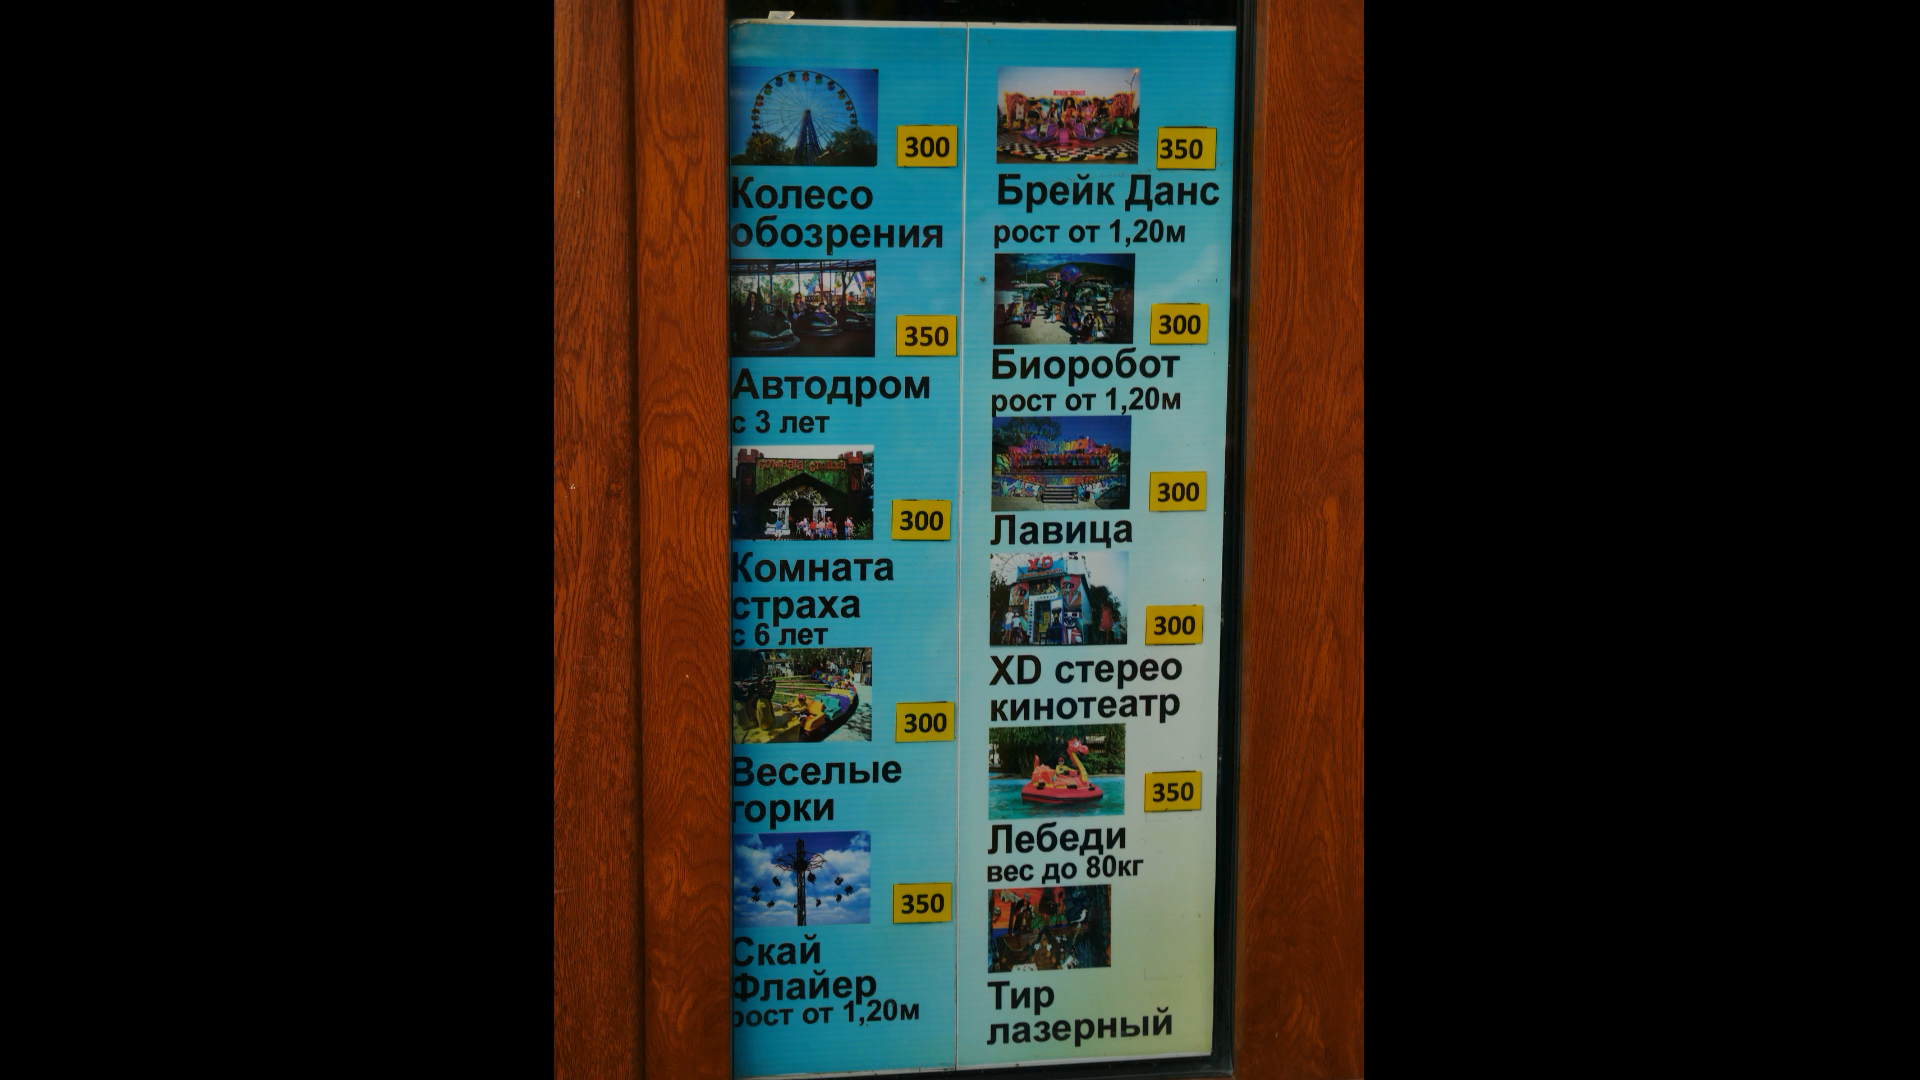 300
Колесо
обозрения
350
Автодром
с 3 лет
300
Комната
страха
с 6 лет
300
Веселые
горки
350
Скай
Флайер
рост от 1,20м
350
Брейк Данс
рост от 1,20м
300
Биоробот
рост от 1,20м
300
Лавица
XD
300
XD стерео
кинотеатр
350
Лебеди
вес до 80кг
Тир
лазерный